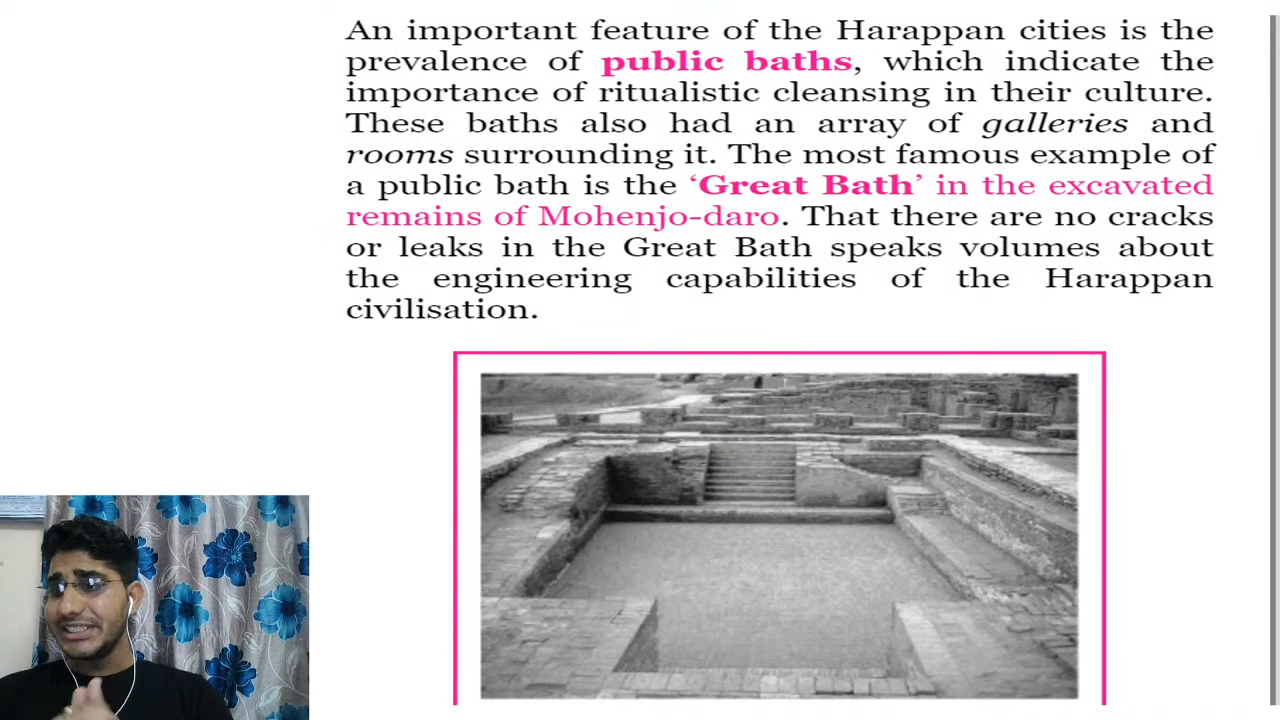 An important feature of the Harappan cities is the
prevalence of public baths, which indicate the
importance of ritualistic cleansing in their culture.
These baths also had an array of galleries and
rooms surrounding it. The most famous example of
a public bath is the ‘Great Bath’ in the excavated
remains of Mohenjo-daro. That there are no cracks
or leaks in the Great Bath speaks volumes about
the engineering capabilities of the Harappan
civilisation.